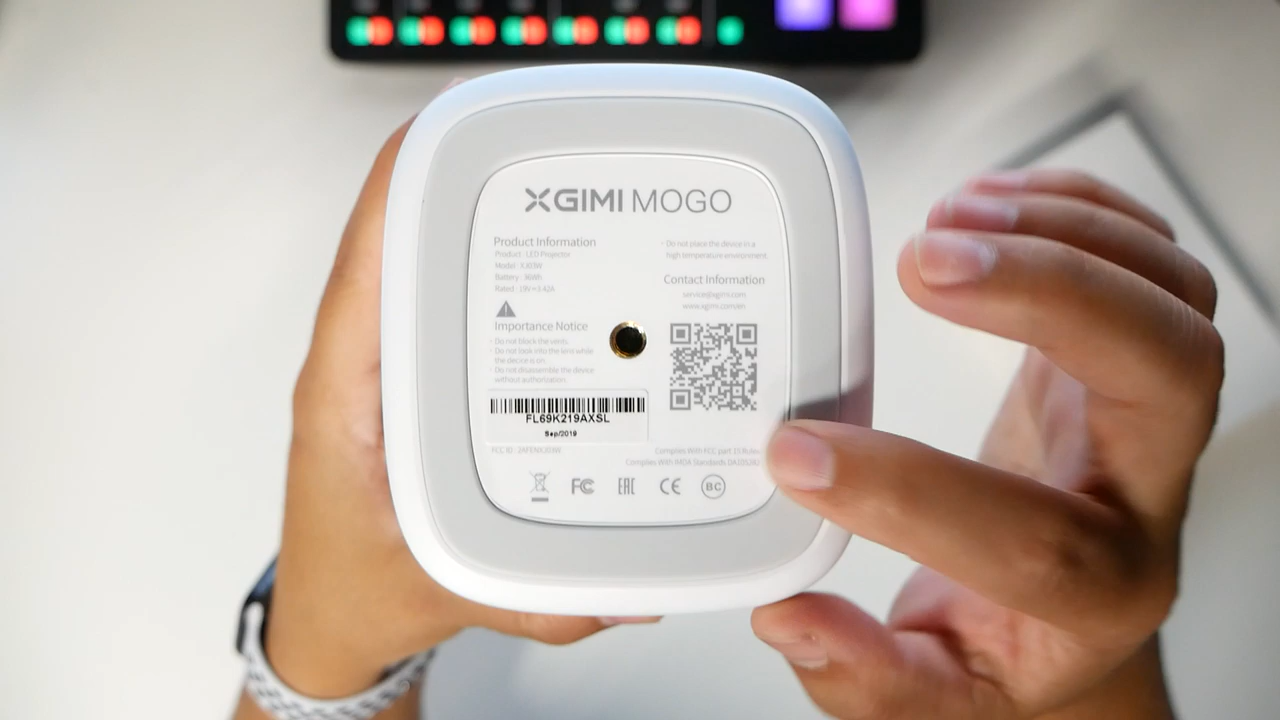 XGIMI MOGO
Product Information
Product : LED Projector
Model : XJ03W
Battery : 36Wh
Rated : 19V⎓3.42A
Importance Notice
· Do not block the vents.
· Do not look into the lens while
the device is on.
· Do not disassemble the device
without authorization.
· Do not place the device in a
high temperature environment.
Contact Information
service@xgimi.com
www.xgimi.com/en
FL69K219AXSL
Sep/2019
FCC ID : 2AFENXJ03W
Complies With FCC part 15 Rules
Complies With IMDA Standards
FC
EAC
CE
BC